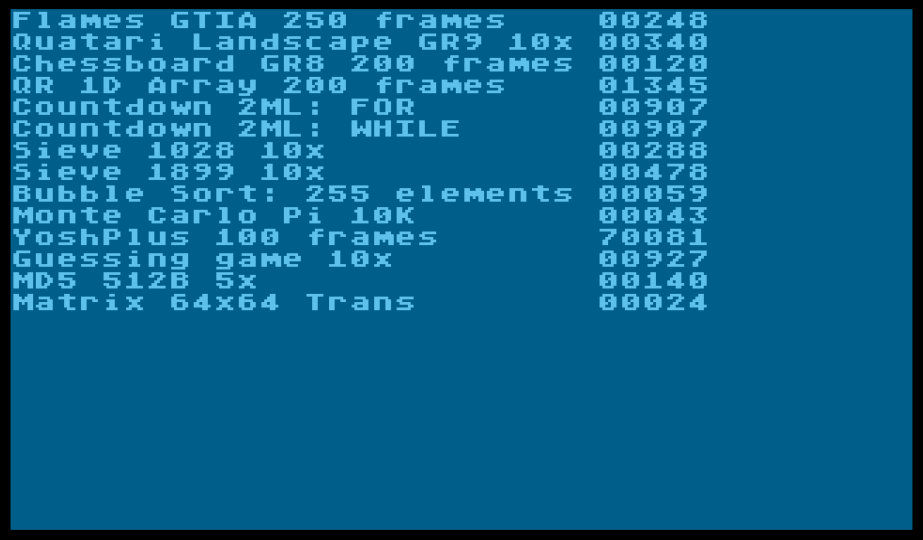 Flames GTIA 250 frames 00248
Quatari Landscape GR9 10x 00340
Chessboard GR8 200 frames 00120
QR 1D Array 200 frames 01345
Countdown 2ML: FOR 00907
Countdown 2ML: WHILE 00907
Sieve 1028 10x 00288
Sieve 1899 10x 00478
Bubble Sort: 255 elements 00059
Monte Carlo Pi 10K 00043
YoshPlus 100 frames 70081
Guessing game 10x 00927
MD5 512B 5x 00140
Matrix 64x64 Trans 00024